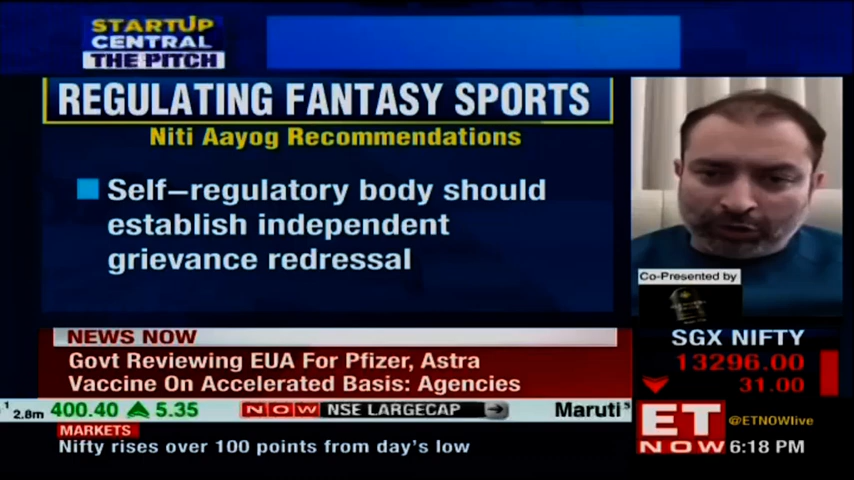 STARTUP
CENTRAL
THE PITCH
REGULATING FANTASY SPORTS
Niti Aayog Recommendations
Self-regulatory body should
establish independent
grievance redressal
Co-Presented by
NEWS NOW
Govt Reviewing EUA For Pfizer, Astra
Vaccine On Accelerated Basis: Agencies
SGX NIFTY
13296.00
31.00
2.8m 400.40 5.35 NOW NSE LARGECAP Maruti
MARKETS
Nifty rises over 100 points from day's low
ET
NOW
@ETNOWlive
6:18 PM